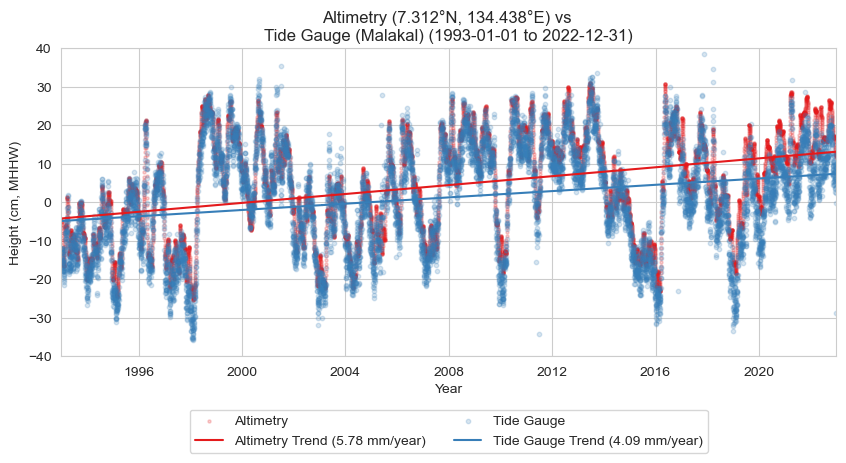 Altimetry (7.312°N, 134.438°E) vs
Tide Gauge (Malakal) (1993-01-01 to 2022-12-31)
Height (cm, MHHW)
40
30
20
10
0
−10
−20
−30
−40
1996 2000 2004 2008 2012 2016 2020
Year
Altimetry Tide Gauge
Altimetry Trend (5.78 mm/year) Tide Gauge Trend (4.09 mm/year)